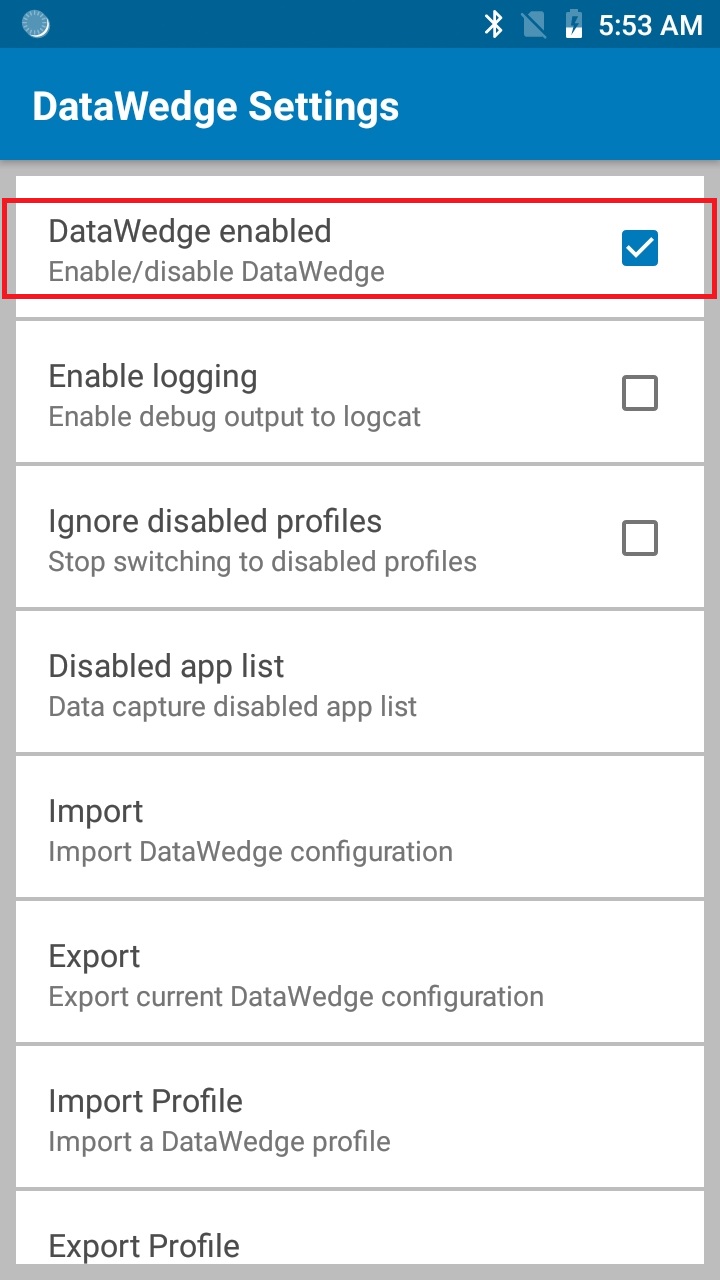 5:53 AM
DataWedge Settings
DataWedge enabled
Enable/disable DataWedge
Enable logging
Enable debug output to logcat
Ignore disabled profiles
Stop switching to disabled profiles
Disabled app list
Data capture disabled app list
Import
Import DataWedge configuration
Export
Export current DataWedge configuration
Import Profile
Import a DataWedge profile
Export Profile